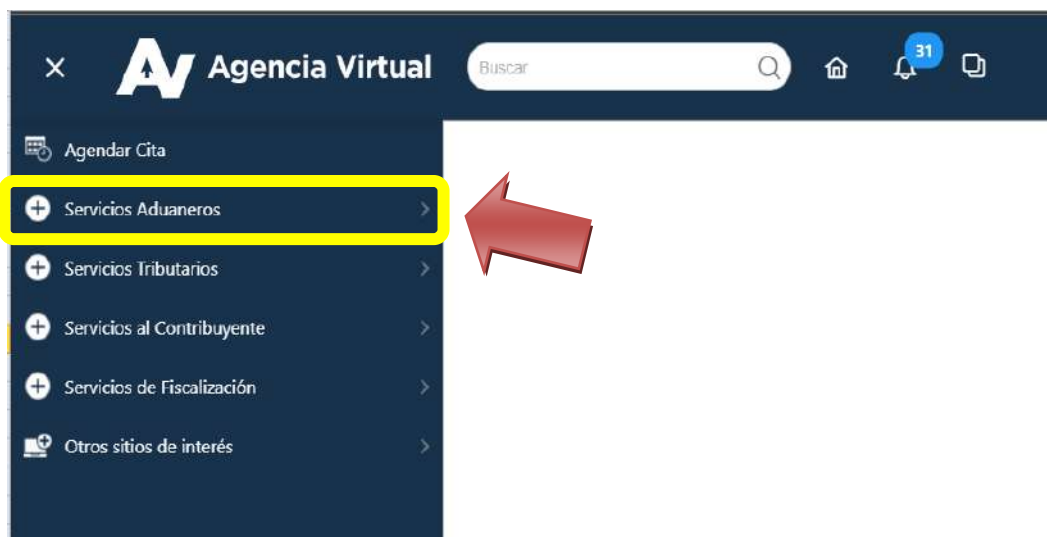 Agencia Virtual
Buscar
31
Agendar Cita
Servicios Aduaneros
Servicios Tributarios
Servicios al Contribuyente
Servicios de Fiscalización
Otros sitios de interés